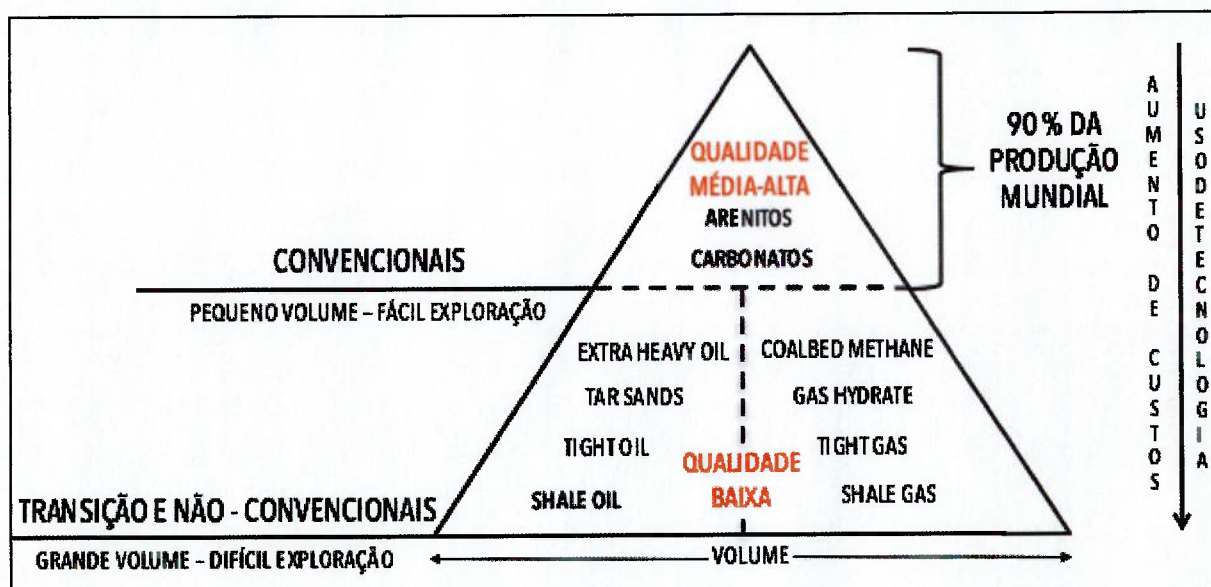 QUALIDADE
MÉDIA-ALTA
ARENITOS
CARBONATOS
90 % DA
PRODUÇÃO
MUNDIAL
AUMENTO DE CUSTOS
USO DE TECNOLOGIA
CONVENCIONAIS
PEQUENO VOLUME – FÁCIL EXPLORAÇÃO
EXTRA HEAVY OIL
COALBED METHANE
TAR SANDS
GAS HYDRATE
TIGHT OIL
TIGHT GAS
QUALIDADE
BAIXA
SHALE OIL
SHALE GAS
TRANSIÇÃO E NÃO - CONVENCIONAIS
GRANDE VOLUME – DIFÍCIL EXPLORAÇÃO
VOLUME